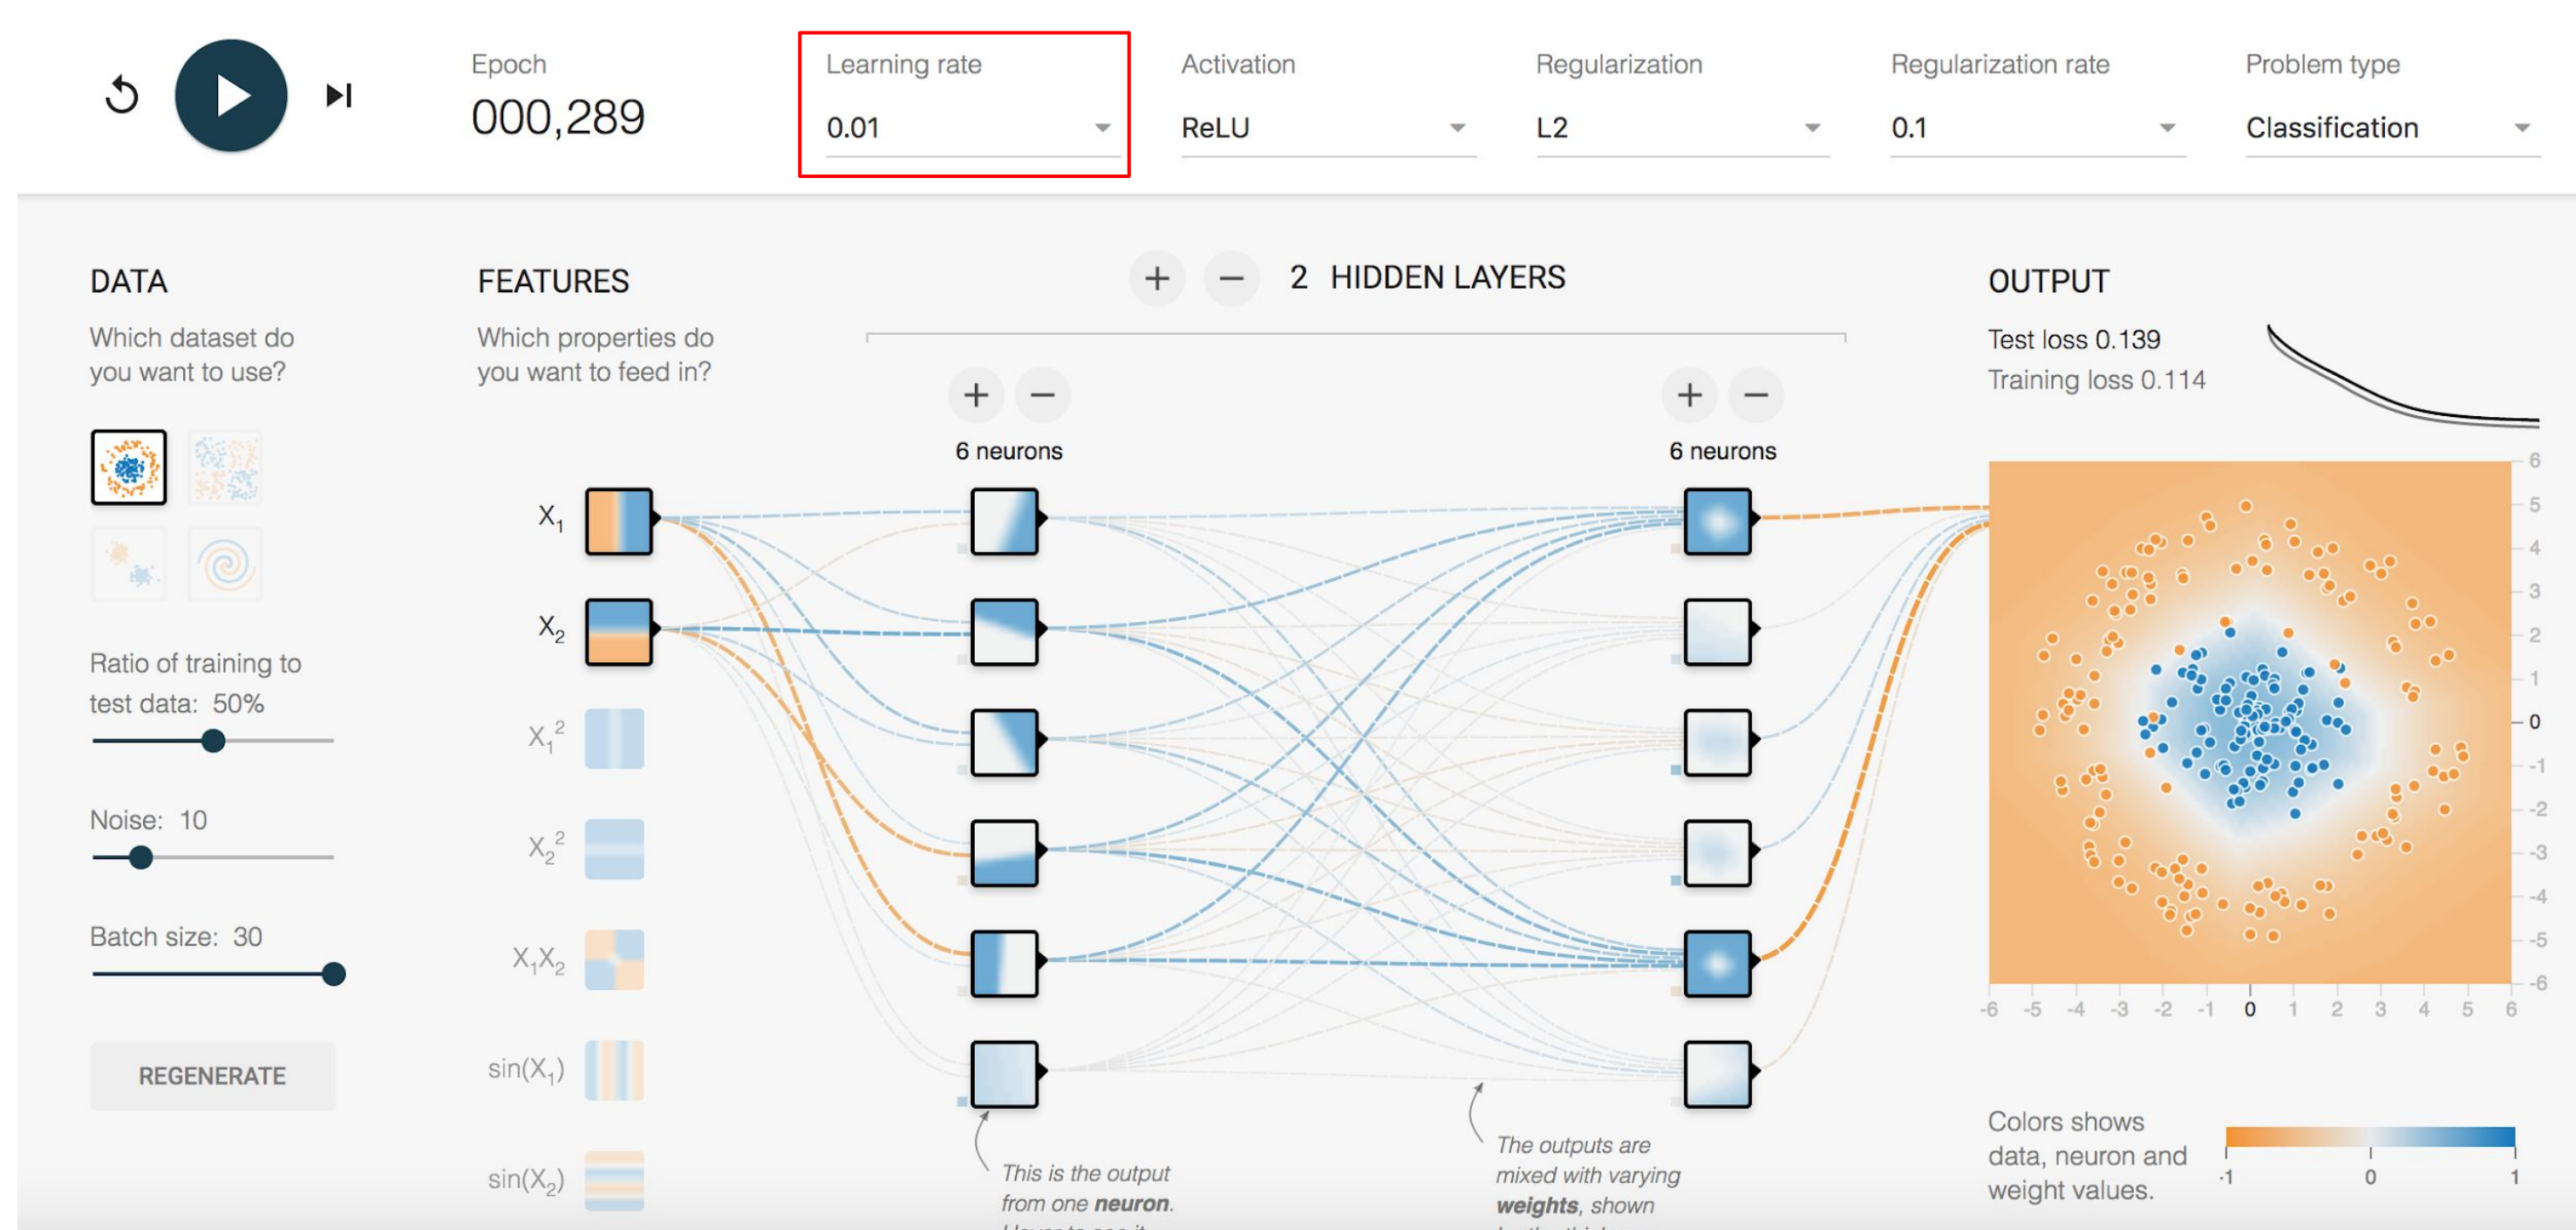 Epoch
000,289
Learning rate
0.01
Activation
ReLU
Regularization
L2
Regularization rate
0.1
Problem type
Classification
DATA
Which dataset do
you want to use?
Ratio of training to
test data: 50%
Noise: 10
Batch size: 30
REGENERATE
FEATURES
Which properties do
you want to feed in?
X1
X2
X1²
X2²
X1X2
sin(X1)
sin(X2)
+ − 2 HIDDEN LAYERS
+ −
6 neurons
+ −
6 neurons
This is the output
from one neuron.
The outputs are
mixed with varying
weights, shown
OUTPUT
Test loss 0.139
Training loss 0.114
6
5
4
3
2
1
0
-1
-2
-3
-4
-5
-6
-6 -5 -4 -3 -2 -1 0 1 2 3 4 5 6
Colors shows
data, neuron and
weight values.
-1 0 1